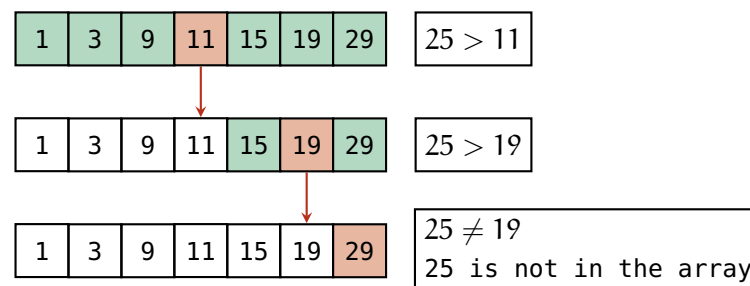 1 3 9 11 15 19 29 25 > 11
1 3 9 11 15 19 29 25 > 19
1 3 9 11 15 19 29 25 ≠ 19
25 is not in the array